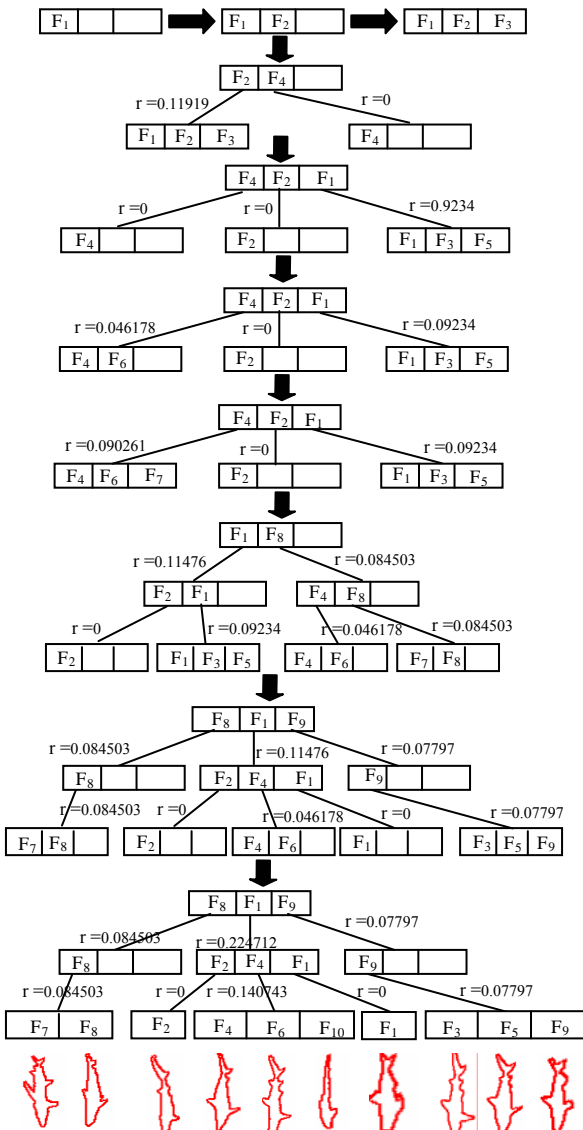 F1 F1 F2 F1 F2 F3
F2 F4
r =0.11919 r =0
F1 F2 F3 F4
F4 F2 F1
r =0 r =0 r =0.9234
F4 F2 F1 F3 F5
F4 F2 F1
r =0.046178 r =0 r =0.09234
F4 F6 F2 F1 F3 F5
F4 F2 F1
r =0.090261 r =0 r =0.09234
F4 F6 F7 F2 F1 F3 F5
F1 F8
r =0.11476 r =0.084503
F2 F1 F4 F8
r =0 r =0.09234 r =0.046178 r =0.084503
F2 F1 F3 F5 F4 F6 F7 F8
F8 F1 F9
r =0.084503 r =0.11476 r =0.07797
F8 F2 F4 F1 F9
r =0.084503 r =0 r =0.046178 r =0 r =0.07797
F7 F8 F2 F4 F6 F1 F3 F5 F9
F8 F1 F9
r =0.084503 r =0.224712 r =0.07797
F8 F2 F4 F1 F9
r =0.084503 r =0 r =0.140743 r =0 r =0.07797
F7 F8 F2 F4 F6 F10 F1 F3 F5 F9